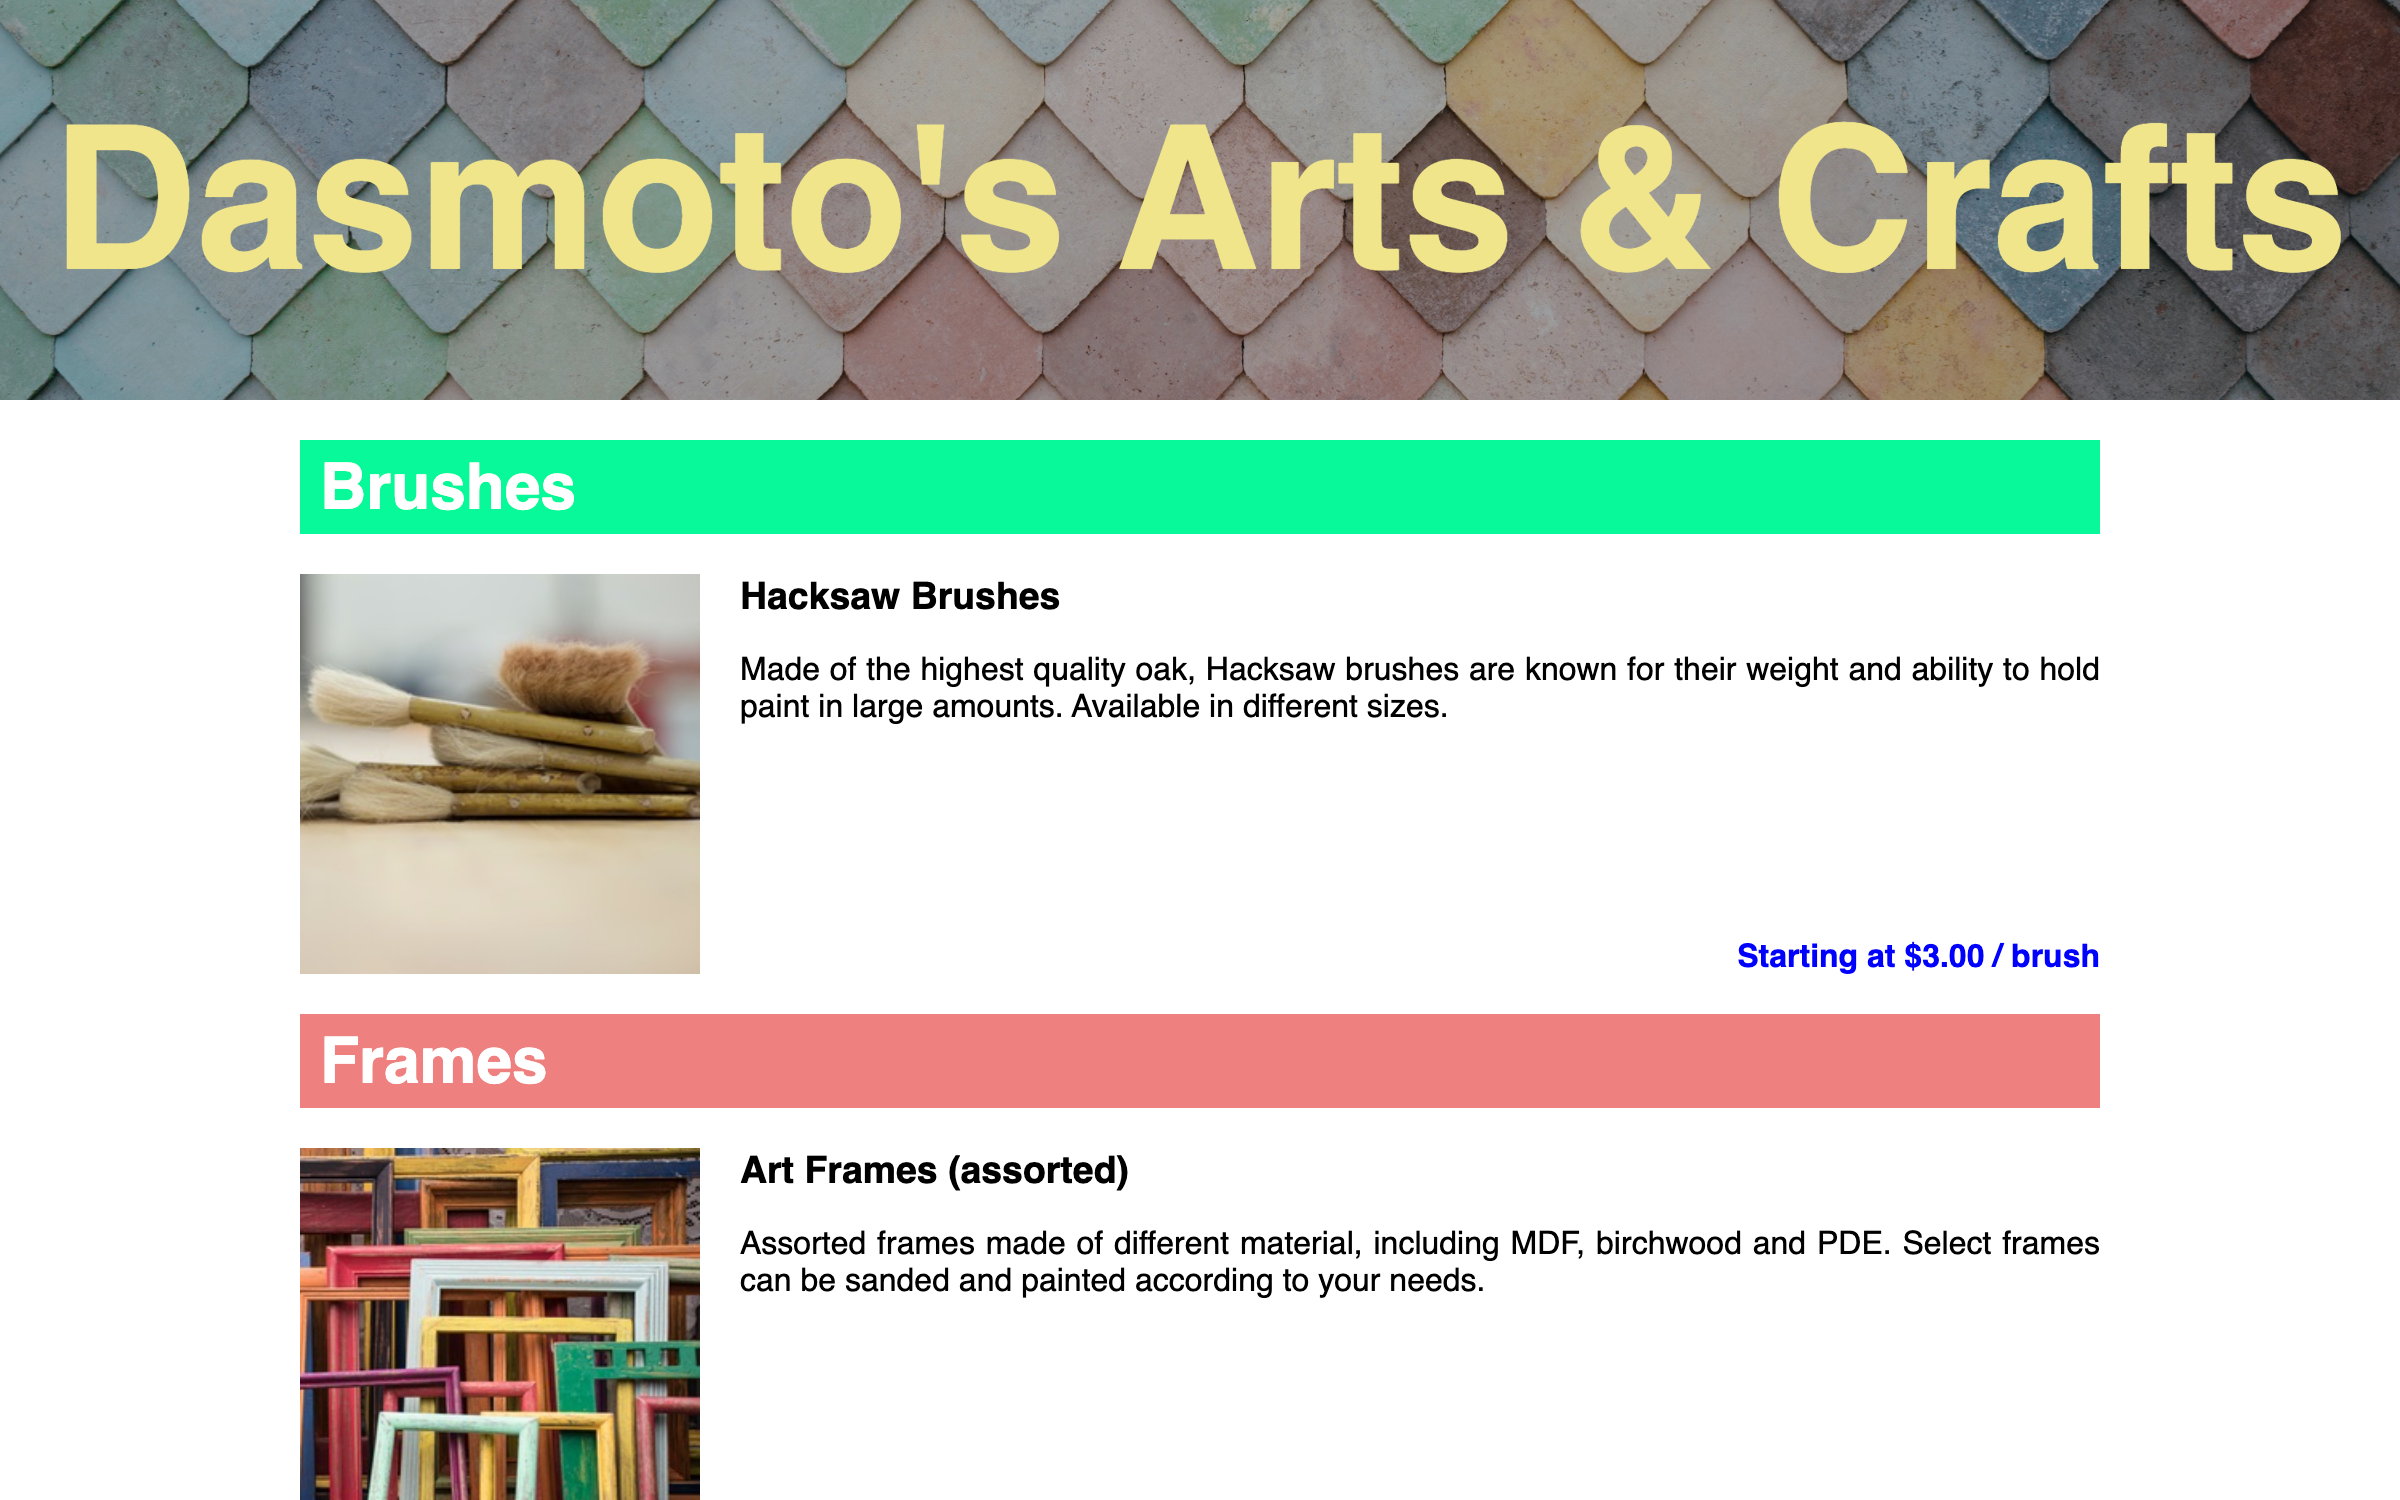 Dasmoto's Arts & Crafts
Brushes
Hacksaw Brushes
Made of the highest quality oak, Hacksaw brushes are known for their weight and ability to hold
paint in large amounts. Available in different sizes.
Starting at $3.00 / brush
Frames
Art Frames (assorted)
Assorted frames made of different material, including MDF, birchwood and PDE. Select frames
can be sanded and painted according to your needs.